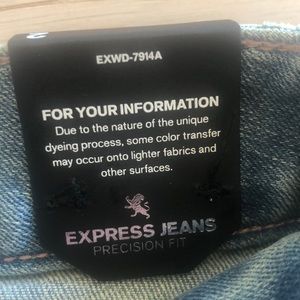 EXWD-7914A
FOR YOUR INFORMATION
Due to the nature of the unique
dyeing process, some color transfer
may occur onto lighter fabrics and
other surfaces.
EXPRESS JEANS
PRECISION FIT